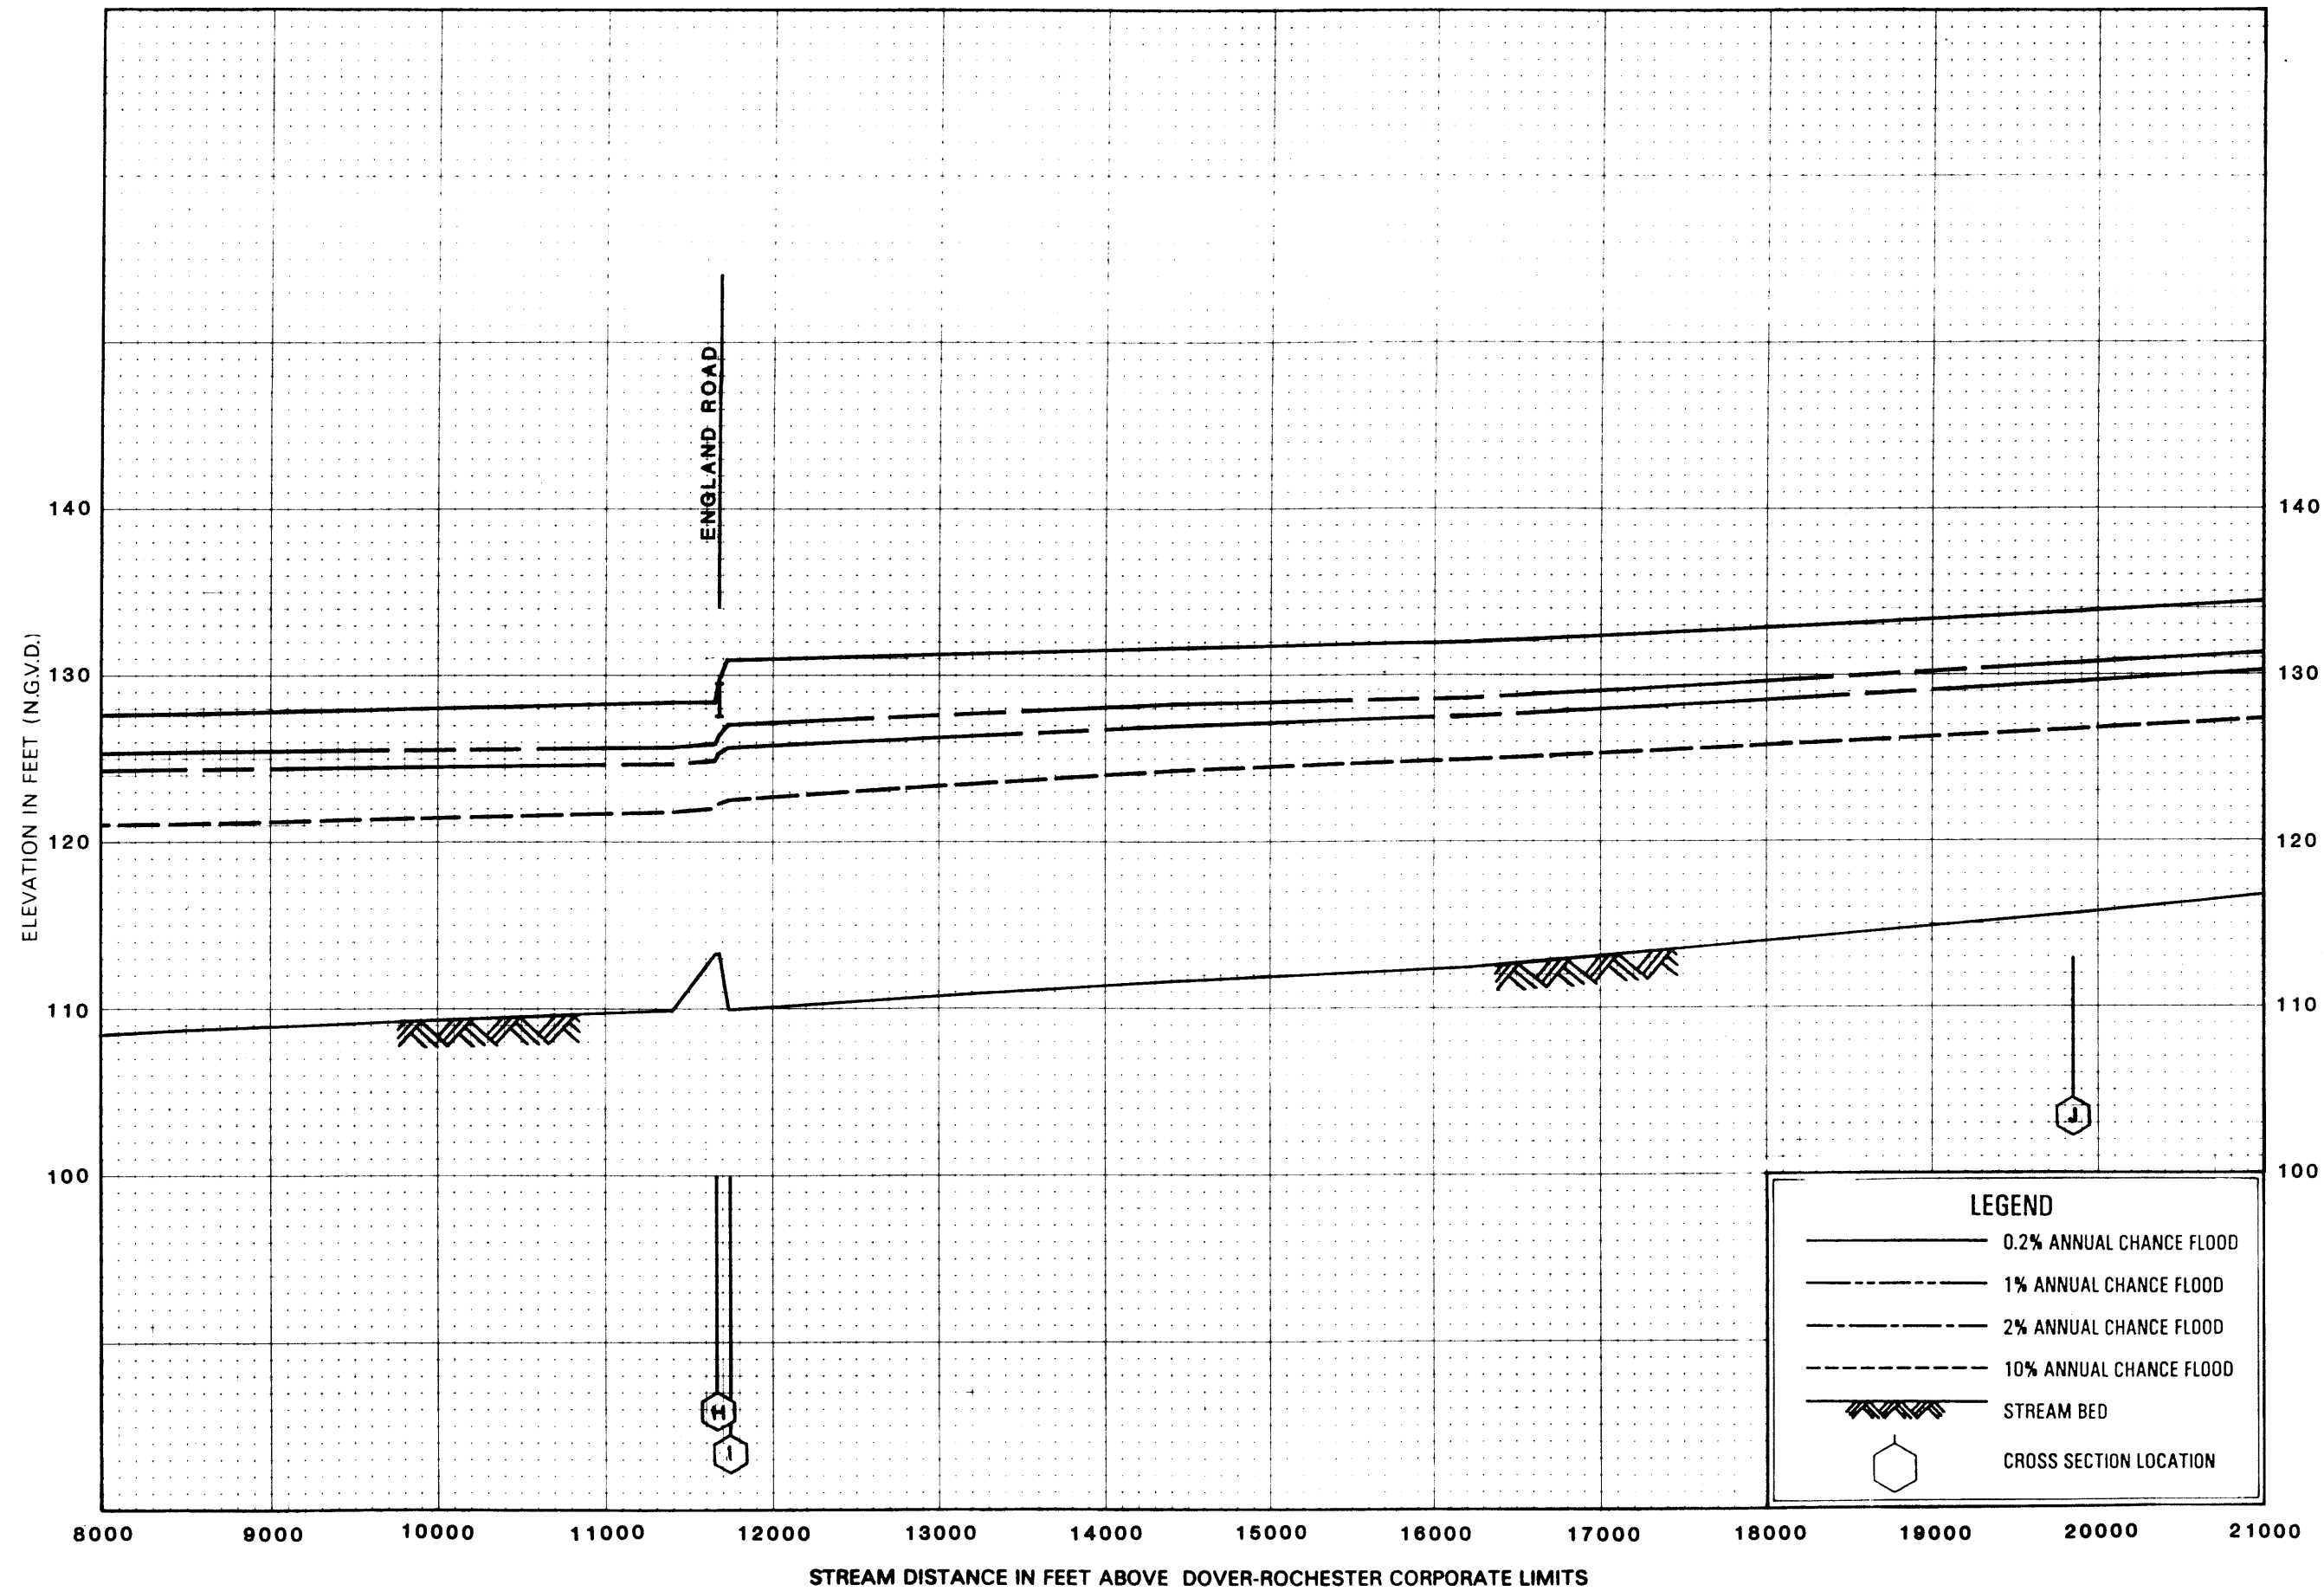 ENGLAND ROAD
ELEVATION IN FEET (N.G.V.D.)
140
130
120
110
100
140
130
120
110
100
H
I
J
LEGEND
0.2% ANNUAL CHANCE FLOOD
1% ANNUAL CHANCE FLOOD
2% ANNUAL CHANCE FLOOD
10% ANNUAL CHANCE FLOOD
STREAM BED
CROSS SECTION LOCATION
8000 9000 10000 11000 12000 13000 14000 15000 16000 17000 18000 19000 20000 21000
STREAM DISTANCE IN FEET ABOVE DOVER-ROCHESTER CORPORATE LIMITS